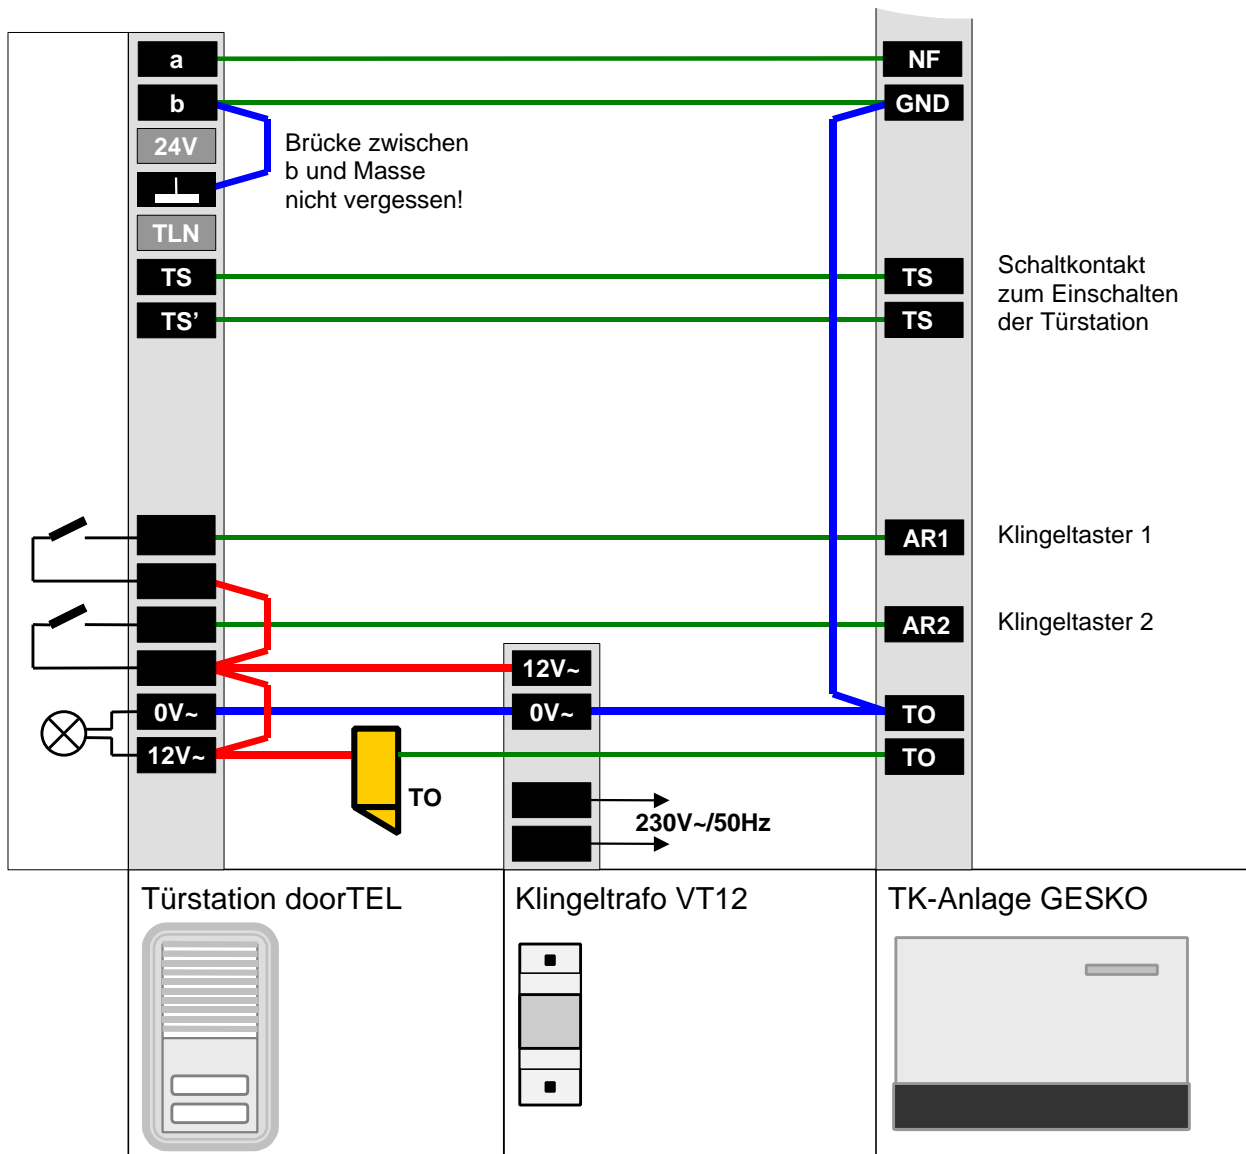 a
NF
b
GND
24V
Brücke zwischen
b und Masse
nicht vergessen!
TLN
TS
TS
Schaltkontakt
zum Einschalten
der Türstation
TS’
TS
AR1
Klingeltaster 1
AR2
Klingeltaster 2
12V~
0V~
0V~
TO
12V~
TO
TO
230V~/50Hz
Türstation doorTEL
Klingeltrafo VT12
TK-Anlage GESKO